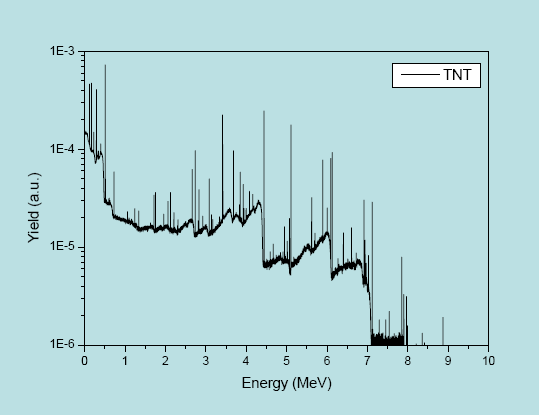 1E-3
TNT
1E-4
Yield (a.u.)
1E-5
1E-6
0 1 2 3 4 5 6 7 8 9 10
Energy (MeV)